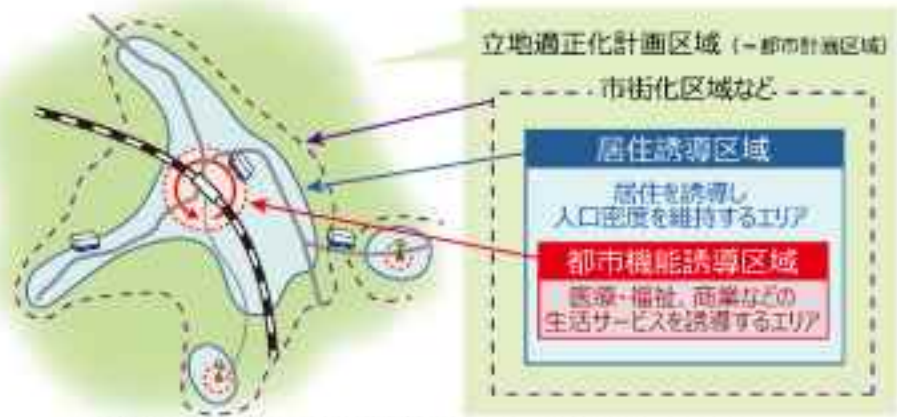 立地適正化計画区域 (=都市計画区域)
市街化区域など
居住誘導区域
居住を誘導し
人口密度を維持するエリア
都市機能誘導区域
医療・福祉、商業などの
生活サービスを誘導するエリア